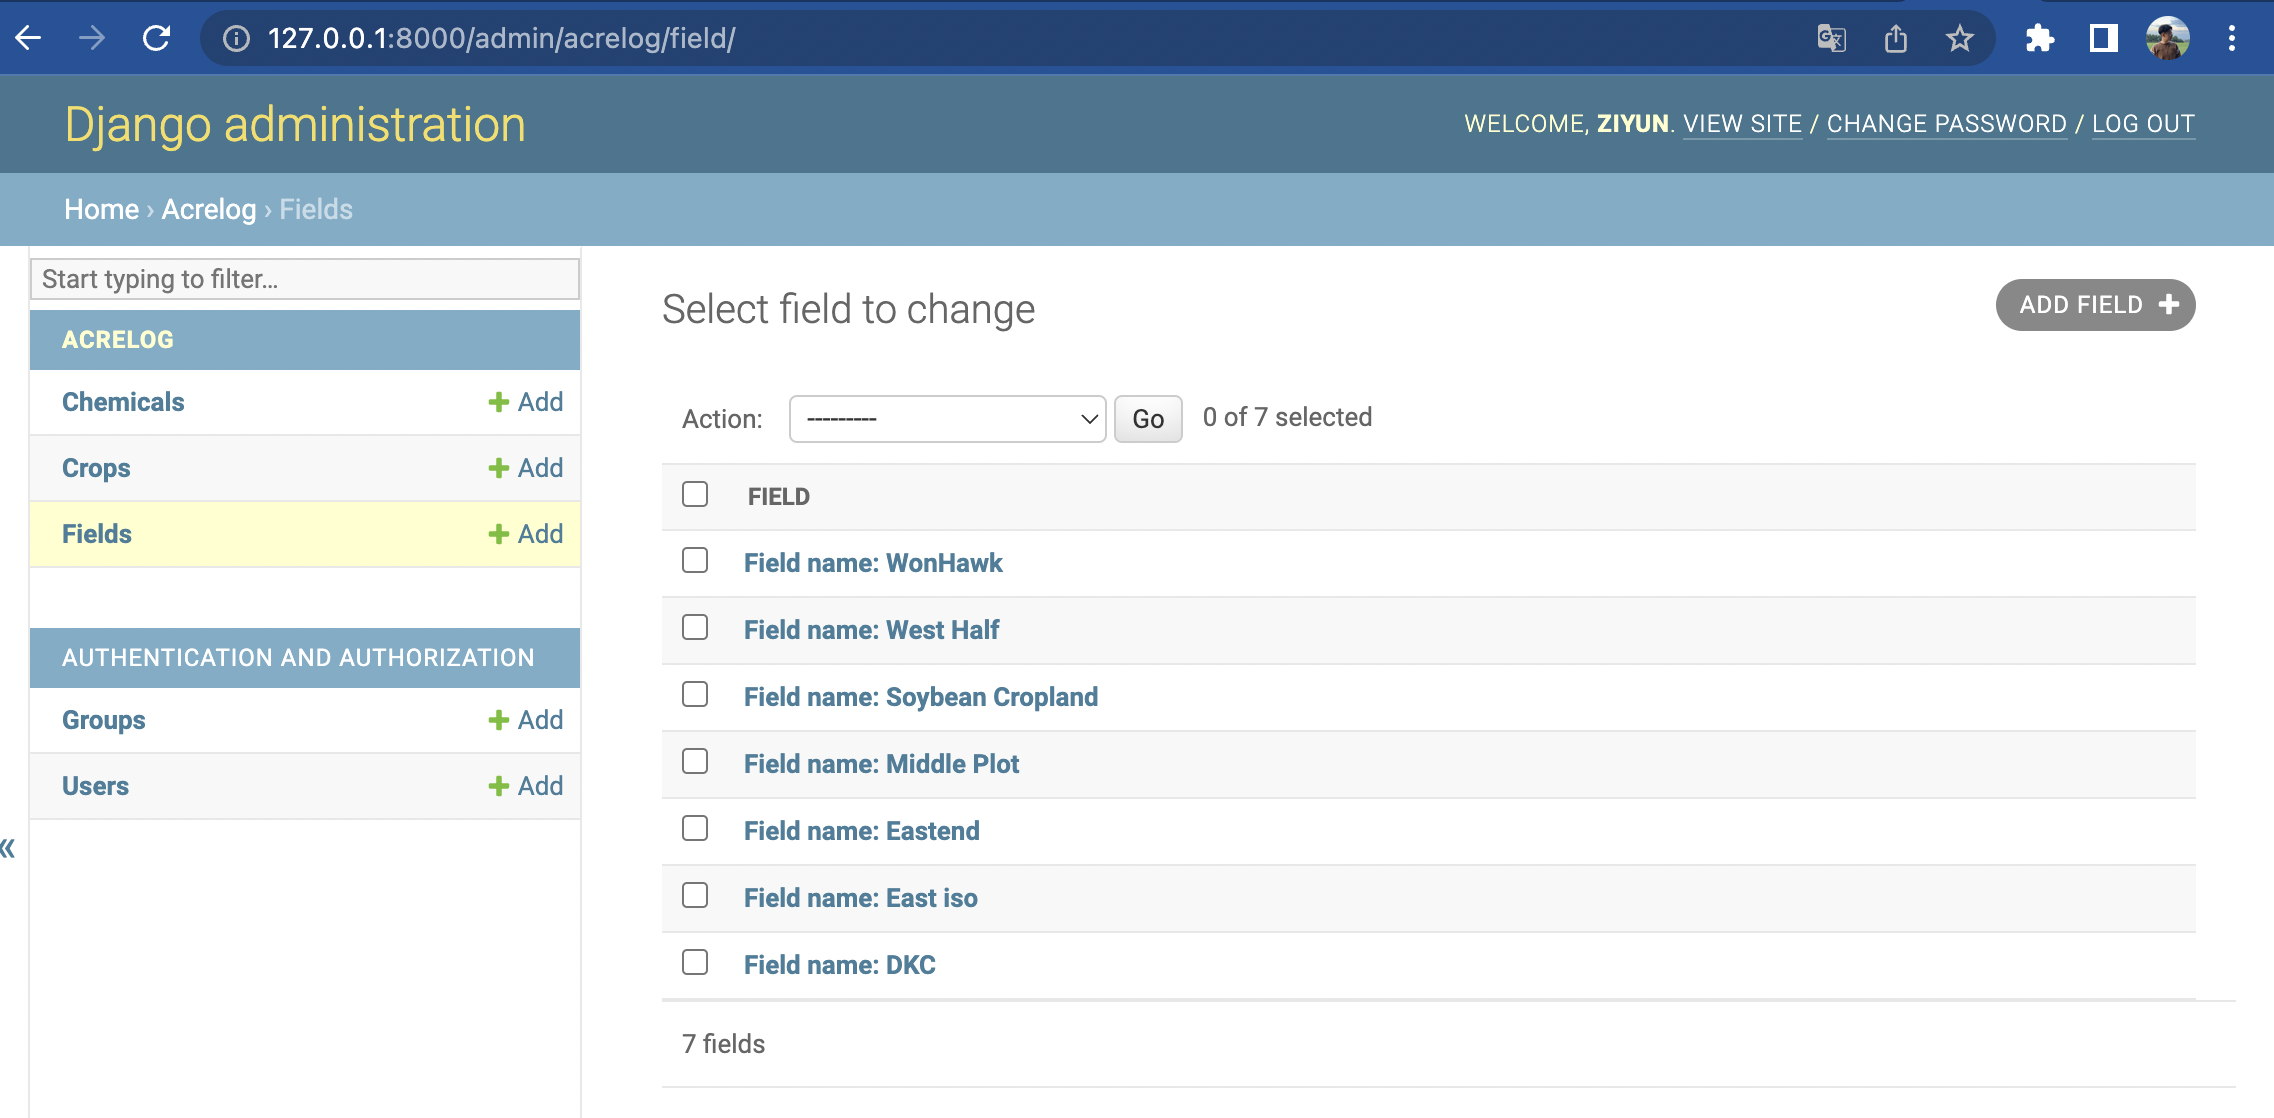 127.0.0.1:8000/admin/acrelog/field/
Django administration
WELCOME, ZIYUN. VIEW SITE / CHANGE PASSWORD / LOG OUT
Home › Acrelog › Fields
Start typing to filter...
ACRELOG
Chemicals + Add
Crops + Add
Fields + Add
AUTHENTICATION AND AUTHORIZATION
Groups + Add
Users + Add
«
Select field to change
ADD FIELD +
Action: --------- Go 0 of 7 selected
FIELD
Field name: WonHawk
Field name: West Half
Field name: Soybean Cropland
Field name: Middle Plot
Field name: Eastend
Field name: East iso
Field name: DKC
7 fields